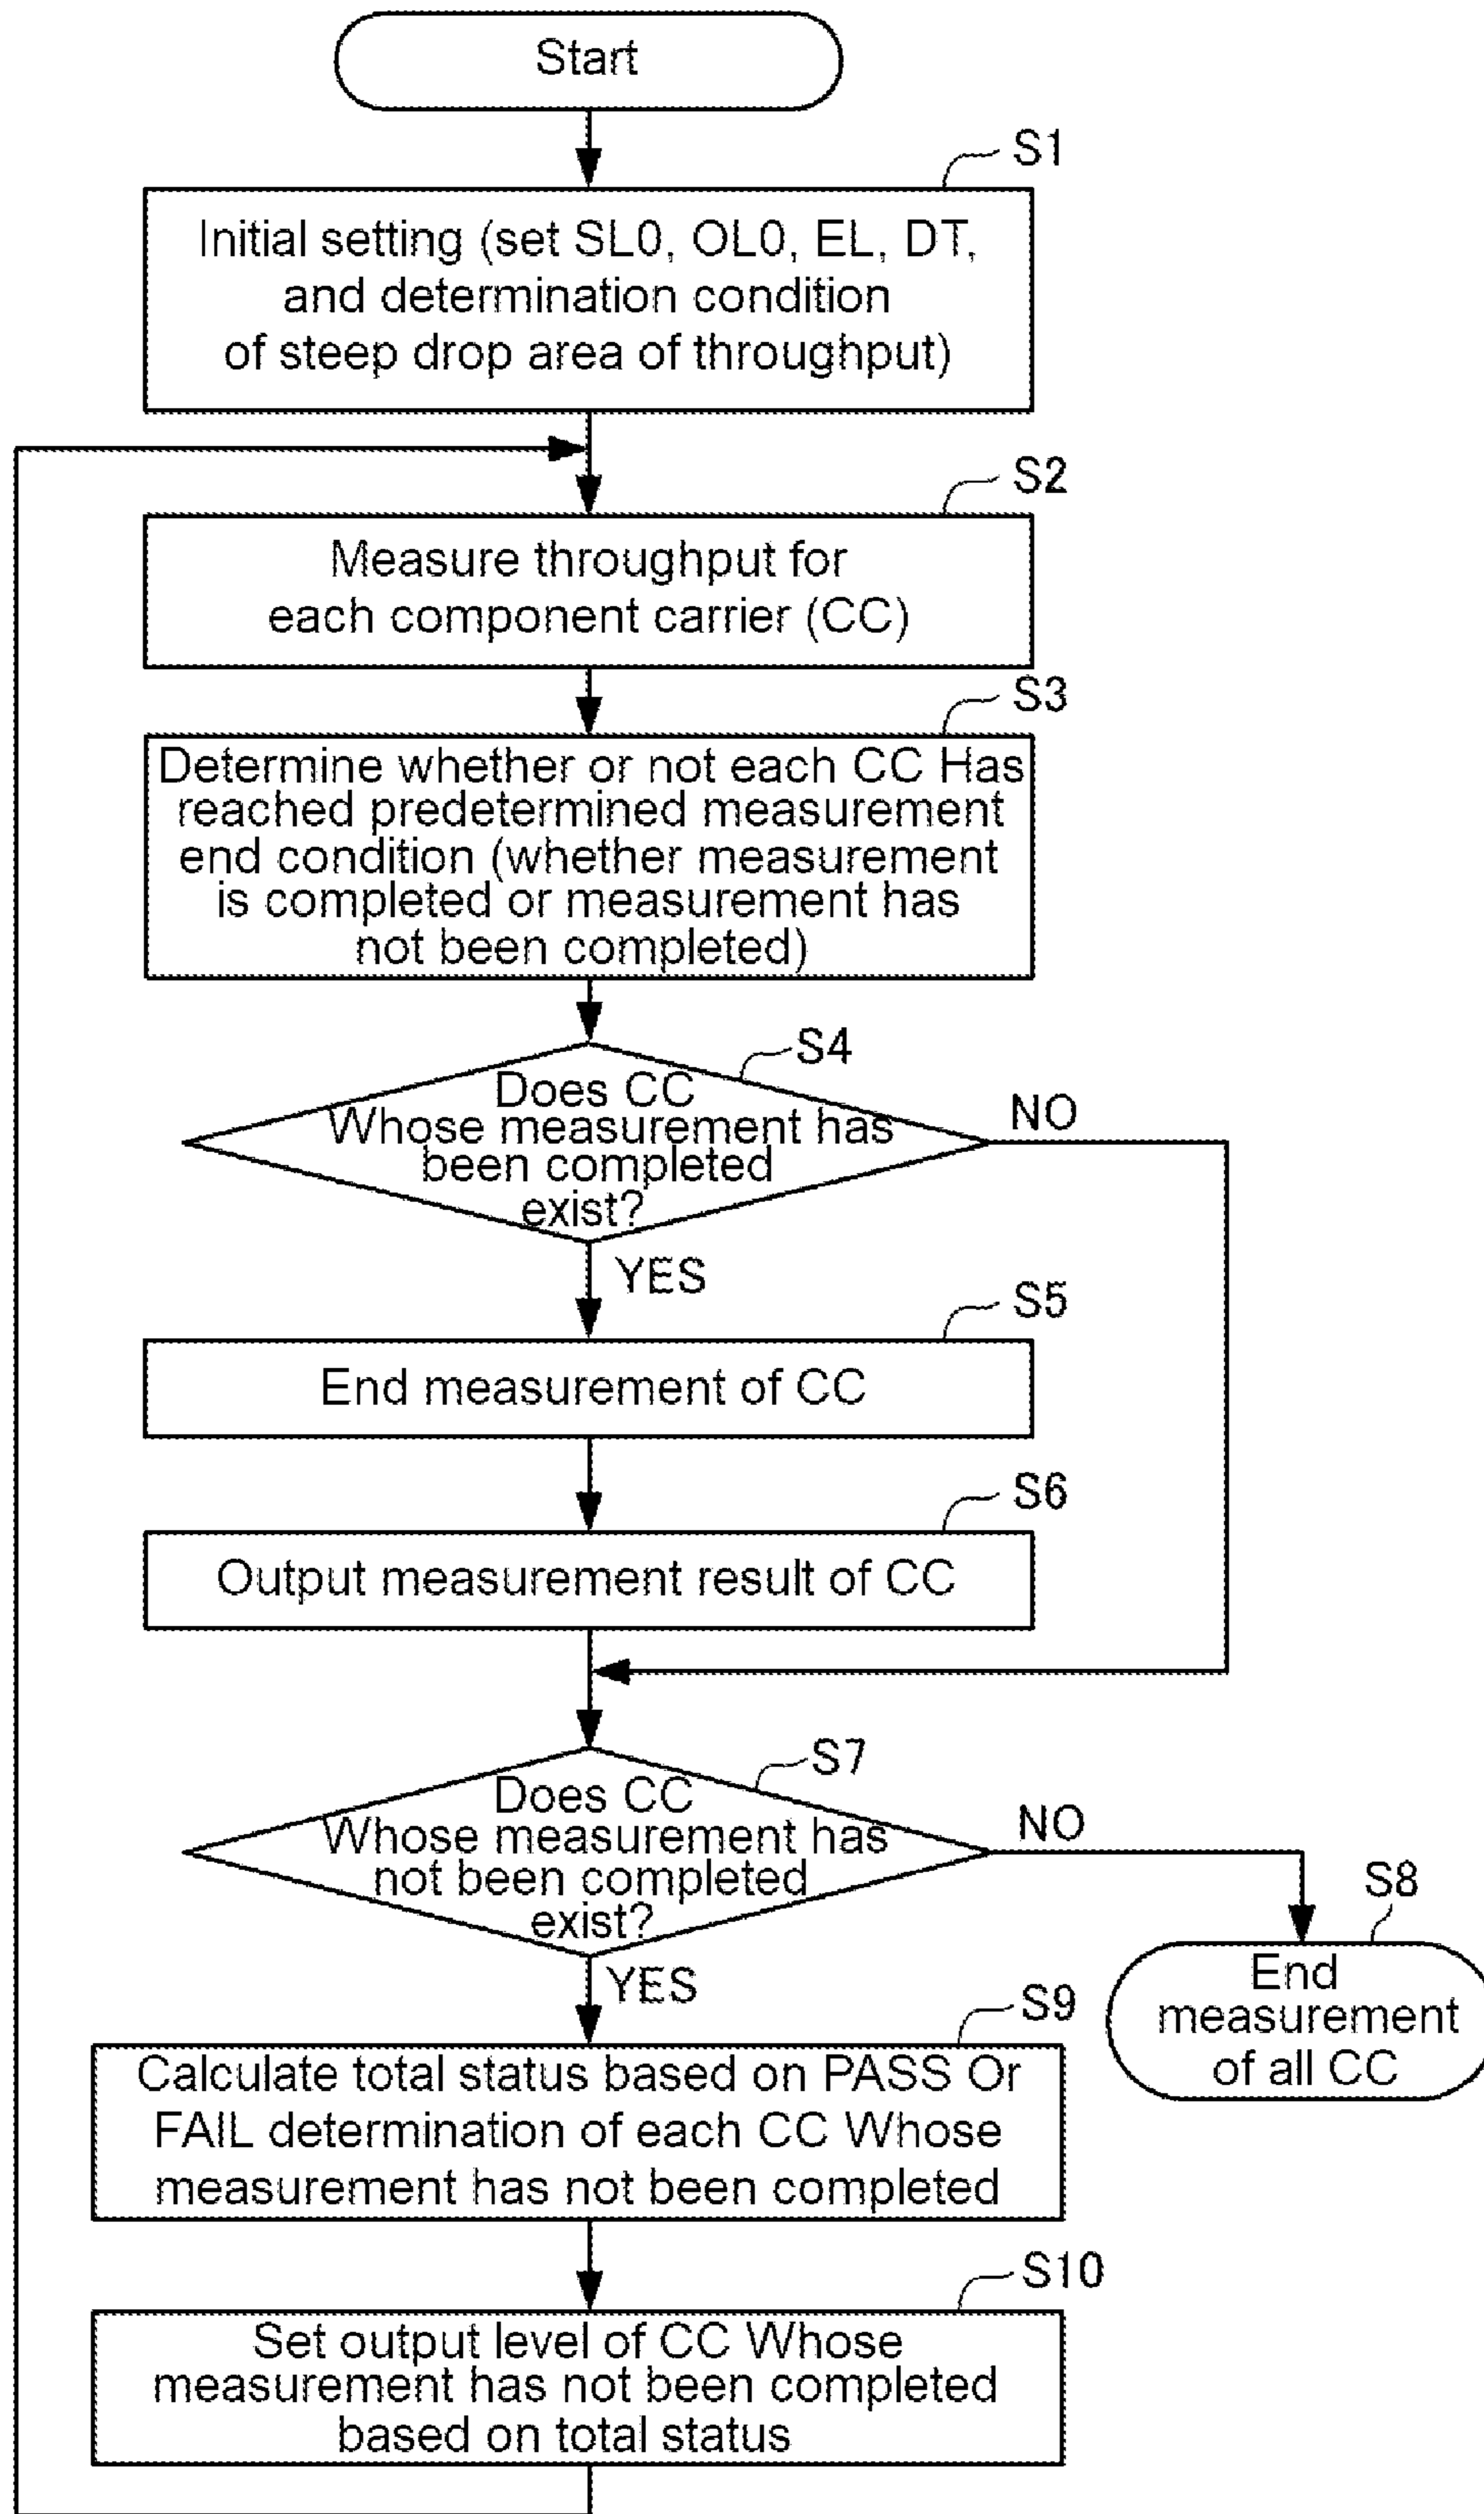 Start
S1
Initial setting (set SL0, OL0, EL, DT,
and determination condition
of steep drop area of throughput)
S2
Measure throughput for
each component carrier (CC)
S3
Determine whether or not each CC Has
reached predetermined measurement
end condition (whether measurement
is completed or measurement has
not been completed)
S4
Does CC
Whose measurement has
been completed
exist?
NO
YES
S5
End measurement of CC
S6
Output measurement result of CC
S7
Does CC
Whose measurement has
not been completed
exist?
NO
S8
End
measurement
of all CC
YES
S9
Calculate total status based on PASS Or
FAIL determination of each CC Whose
measurement has not been completed
S10
Set output level of CC Whose
measurement has not been completed
based on total status